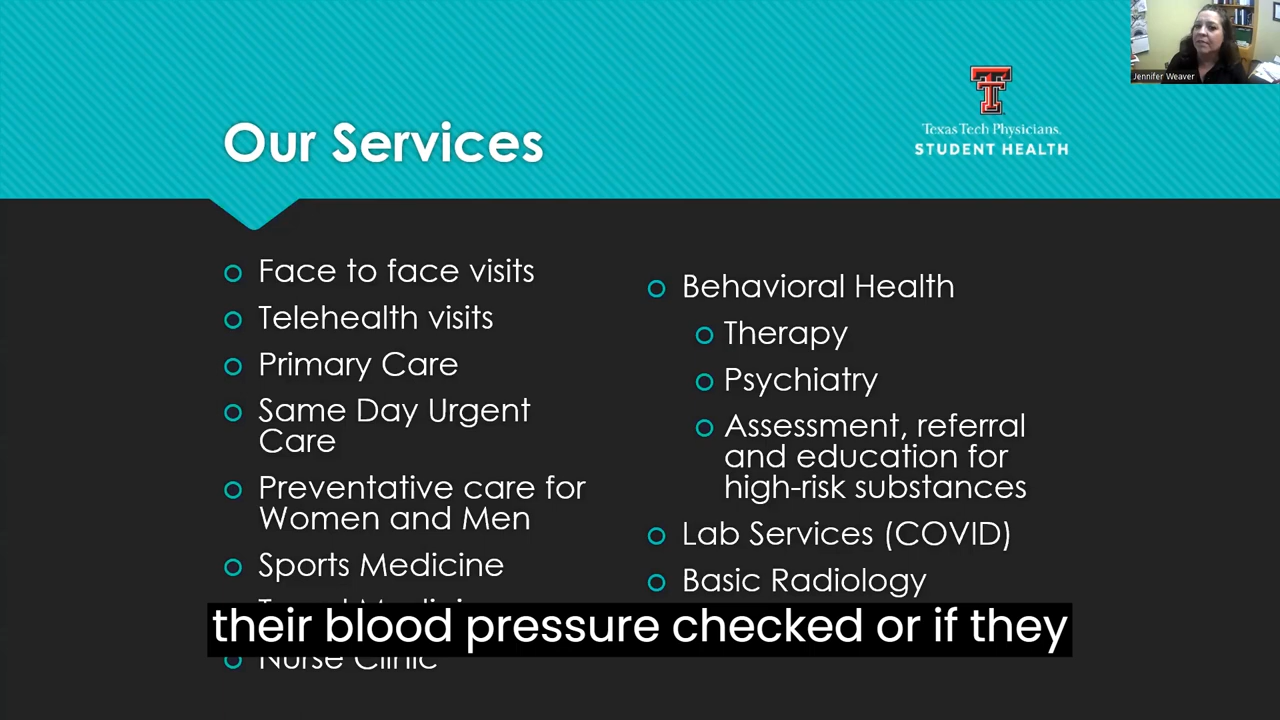 Jennifer Weaver
Texas Tech Physicians.
STUDENT HEALTH
Our Services
Face to face visits
Telehealth visits
Primary Care
Same Day Urgent
Care
Preventative care for
Women and Men
Sports Medicine
Nurse Clinic
Behavioral Health
Therapy
Psychiatry
Assessment, referral
and education for
high-risk substances
Lab Services (COVID)
Basic Radiology
their blood pressure checked or if they